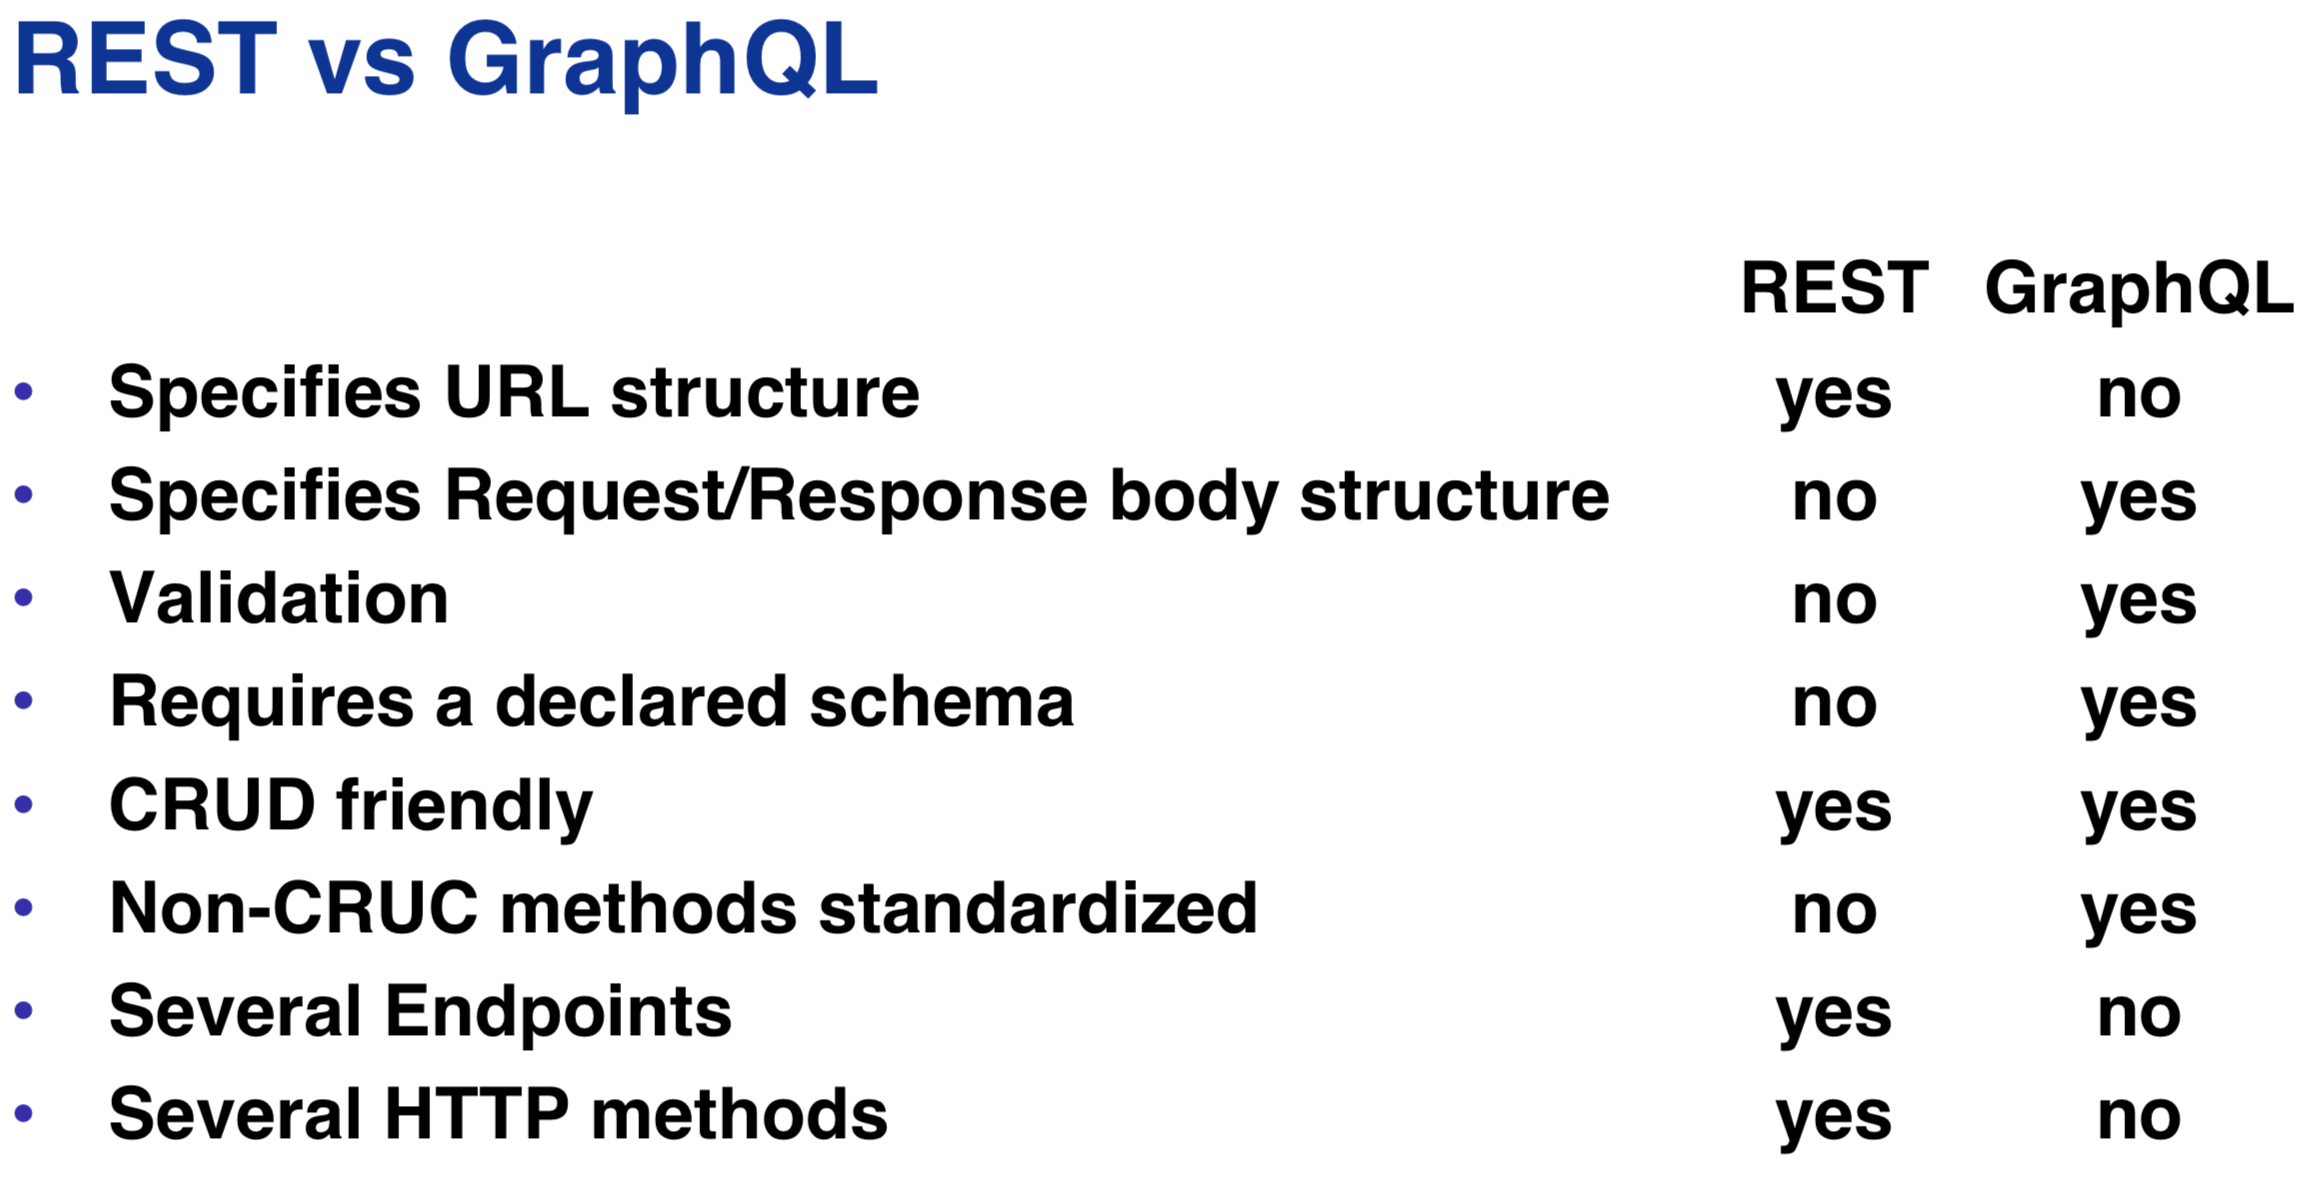 REST vs GraphQL
REST GraphQL
• Specifies URL structure yes no
• Specifies Request/Response body structure no yes
• Validation no yes
• Requires a declared schema no yes
• CRUD friendly yes yes
• Non-CRUC methods standardized no yes
• Several Endpoints yes no
• Several HTTP methods yes no